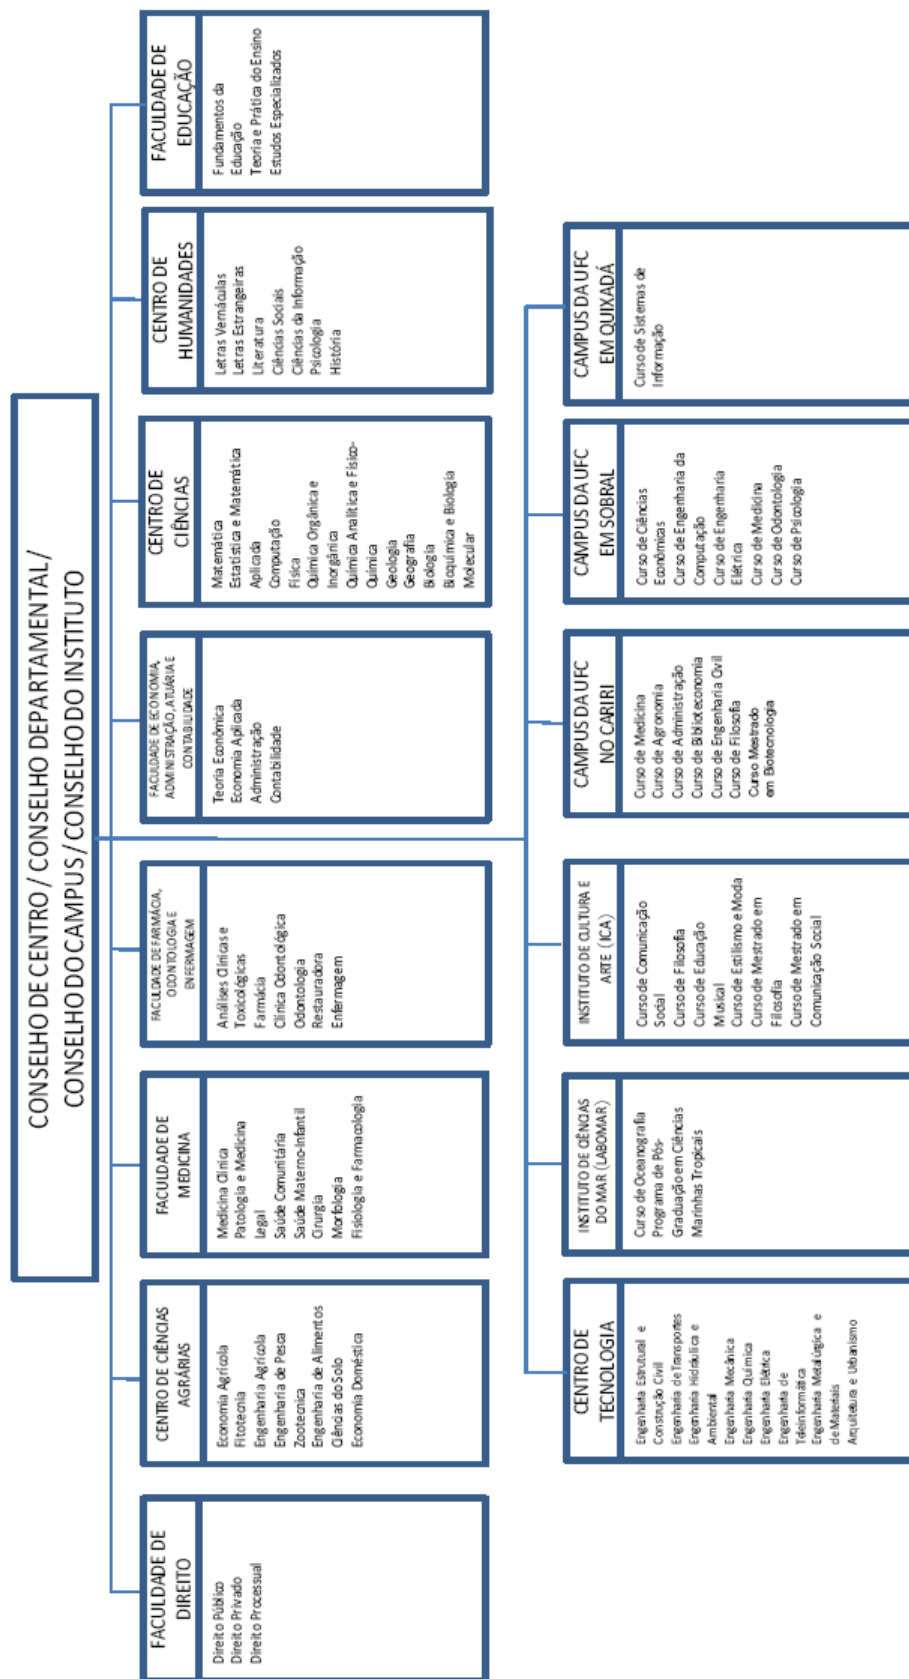 CONSELHO DE CENTRO / CONSELHO DEPARTAMENTAL /
CONSELHO DO CAMPUS / CONSELHO DO INSTITUTO
FACULDADE DE
DIREITO
Direito Público
Direito Privado
Direito Processual
CENTRO DE CIÊNCIAS
AGRÁRIAS
Economia Agrícola
Fitotecnia
Engenharia Agrícola
Engenharia de Pesca
Zootecnica
Engenharia de Alimentos
Ciências do Solo
Economia Doméstica
FACULDADE DE
MEDICINA
Medicina Clínica
Patologia e Medicina
Legal
Saúde Comunitária
Saúde Materno-Infantil
Cirurgia
Morfologia
Fisiologia e Farmacologia
FACULDADE DE FARMÁCIA,
ODONTOLOGIA E
ENFERMAGEM
Análises Clínicas e
Toxicológicas
Farmácia
Clínica Odontológica
Odontologia
Restauradora
Enfermagem
FACULDADE DE ECONOMIA,
ADMINISTRAÇÃO, ATUÁRIA E
CONTABILIDADE
Teoria Econômica
Economia Aplicada
Administração
Contabilidade
CENTRO DE
CIÊNCIAS
Matemática
Estatística e Matemática
Aplicada
Computação
Física
Química Orgânica e
Inorgânica
Química Analítica e Físico-
Química
Geologia
Geografia
Biologia
Bioquímica e Biologia
Molecular
CENTRO DE
HUMANIDADES
Letras Vernáculas
Letras Estrangeiras
Literatura
Ciências Sociais
Ciências da Informação
Psicologia
História
FACULDADE DE
EDUCAÇÃO
Fundamentos da
Educação
Teoria e Prática do Ensino
Estudos Especializados
CENTRO DE
TECNOLOGIA
Engenharia Estrutural e
Construção Civil
Engenharia de Transportes
Engenharia Hidráulica e
Ambiental
Engenharia Mecânica
Engenharia Química
Engenharia Elétrica
Engenharia de
Teleinformática
Engenharia Metalúrgica e
de Materiais
Arquitetura e Urbanismo
INSTITUTO DE CIÊNCIAS
DO MAR (LABOMAR)
Curso de Oceanografia
Programa de Pós-
Graduação em Ciências
Marinhas Tropicais
INSTITUTO DE CULTURA E
ARTE (ICA)
Curso de Comunicação
Social
Curso de Filosofia
Curso de Educação
Musical
Curso de Estilismo e Moda
Curso de Mestrado em
Filosofia
Curso de Mestrado em
Comunicação Social
CAMPUS DA UFC
NO CARIRI
Curso de Medicina
Curso de Agronomia
Curso de Administração
Curso de Biblioteconomia
Curso de Engenharia Civil
Curso de Filosofia
Curso Mestrado
em Biotecnologia
CAMPUS DA UFC
EM SOBRAL
Curso de Ciências
Econômicas
Curso de Engenharia da
Computação
Curso de Engenharia
Elétrica
Curso de Medicina
Curso de Odontologia
Curso de Psicologia
CAMPUS DA UFC
EM QUIXADÁ
Curso de Sistemas de
Informação